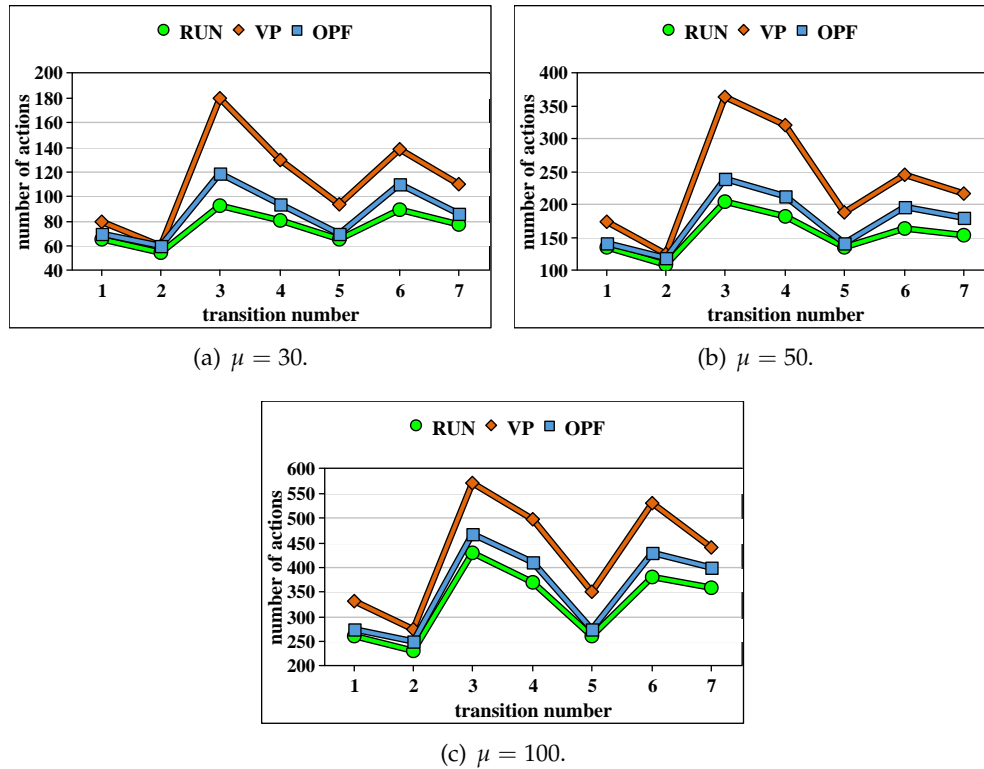 RUN VP OPF
number of actions
200
180
160
140
120
100
80
60
40
1 2 3 4 5 6 7
transition number
(a) μ = 30.
RUN VP OPF
number of actions
400
350
300
250
200
150
100
1 2 3 4 5 6 7
transition number
(b) μ = 50.
RUN VP OPF
number of actions
600
550
500
450
400
350
300
250
200
1 2 3 4 5 6 7
transition number
(c) μ = 100.